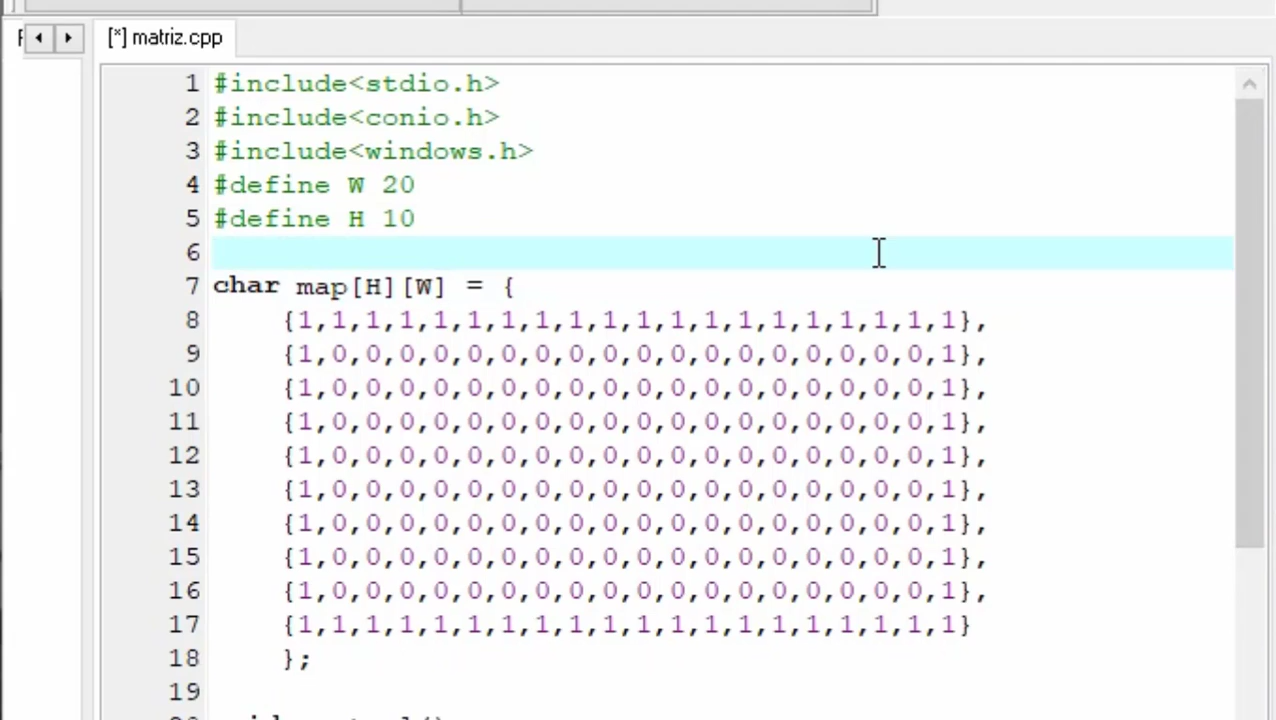 [*] matriz.cpp
1 #include<stdio.h>
2 #include<conio.h>
3 #include<windows.h>
4 #define W 20
5 #define H 10
6
7 char map[H][W] = {
8 {1,1,1,1,1,1,1,1,1,1,1,1,1,1,1,1,1,1,1,1},
9 {1,0,0,0,0,0,0,0,0,0,0,0,0,0,0,0,0,0,0,1},
10 {1,0,0,0,0,0,0,0,0,0,0,0,0,0,0,0,0,0,0,1},
11 {1,0,0,0,0,0,0,0,0,0,0,0,0,0,0,0,0,0,0,1},
12 {1,0,0,0,0,0,0,0,0,0,0,0,0,0,0,0,0,0,0,1},
13 {1,0,0,0,0,0,0,0,0,0,0,0,0,0,0,0,0,0,0,1},
14 {1,0,0,0,0,0,0,0,0,0,0,0,0,0,0,0,0,0,0,1},
15 {1,0,0,0,0,0,0,0,0,0,0,0,0,0,0,0,0,0,0,1},
16 {1,0,0,0,0,0,0,0,0,0,0,0,0,0,0,0,0,0,0,1},
17 {1,1,1,1,1,1,1,1,1,1,1,1,1,1,1,1,1,1,1,1}
18 };
19